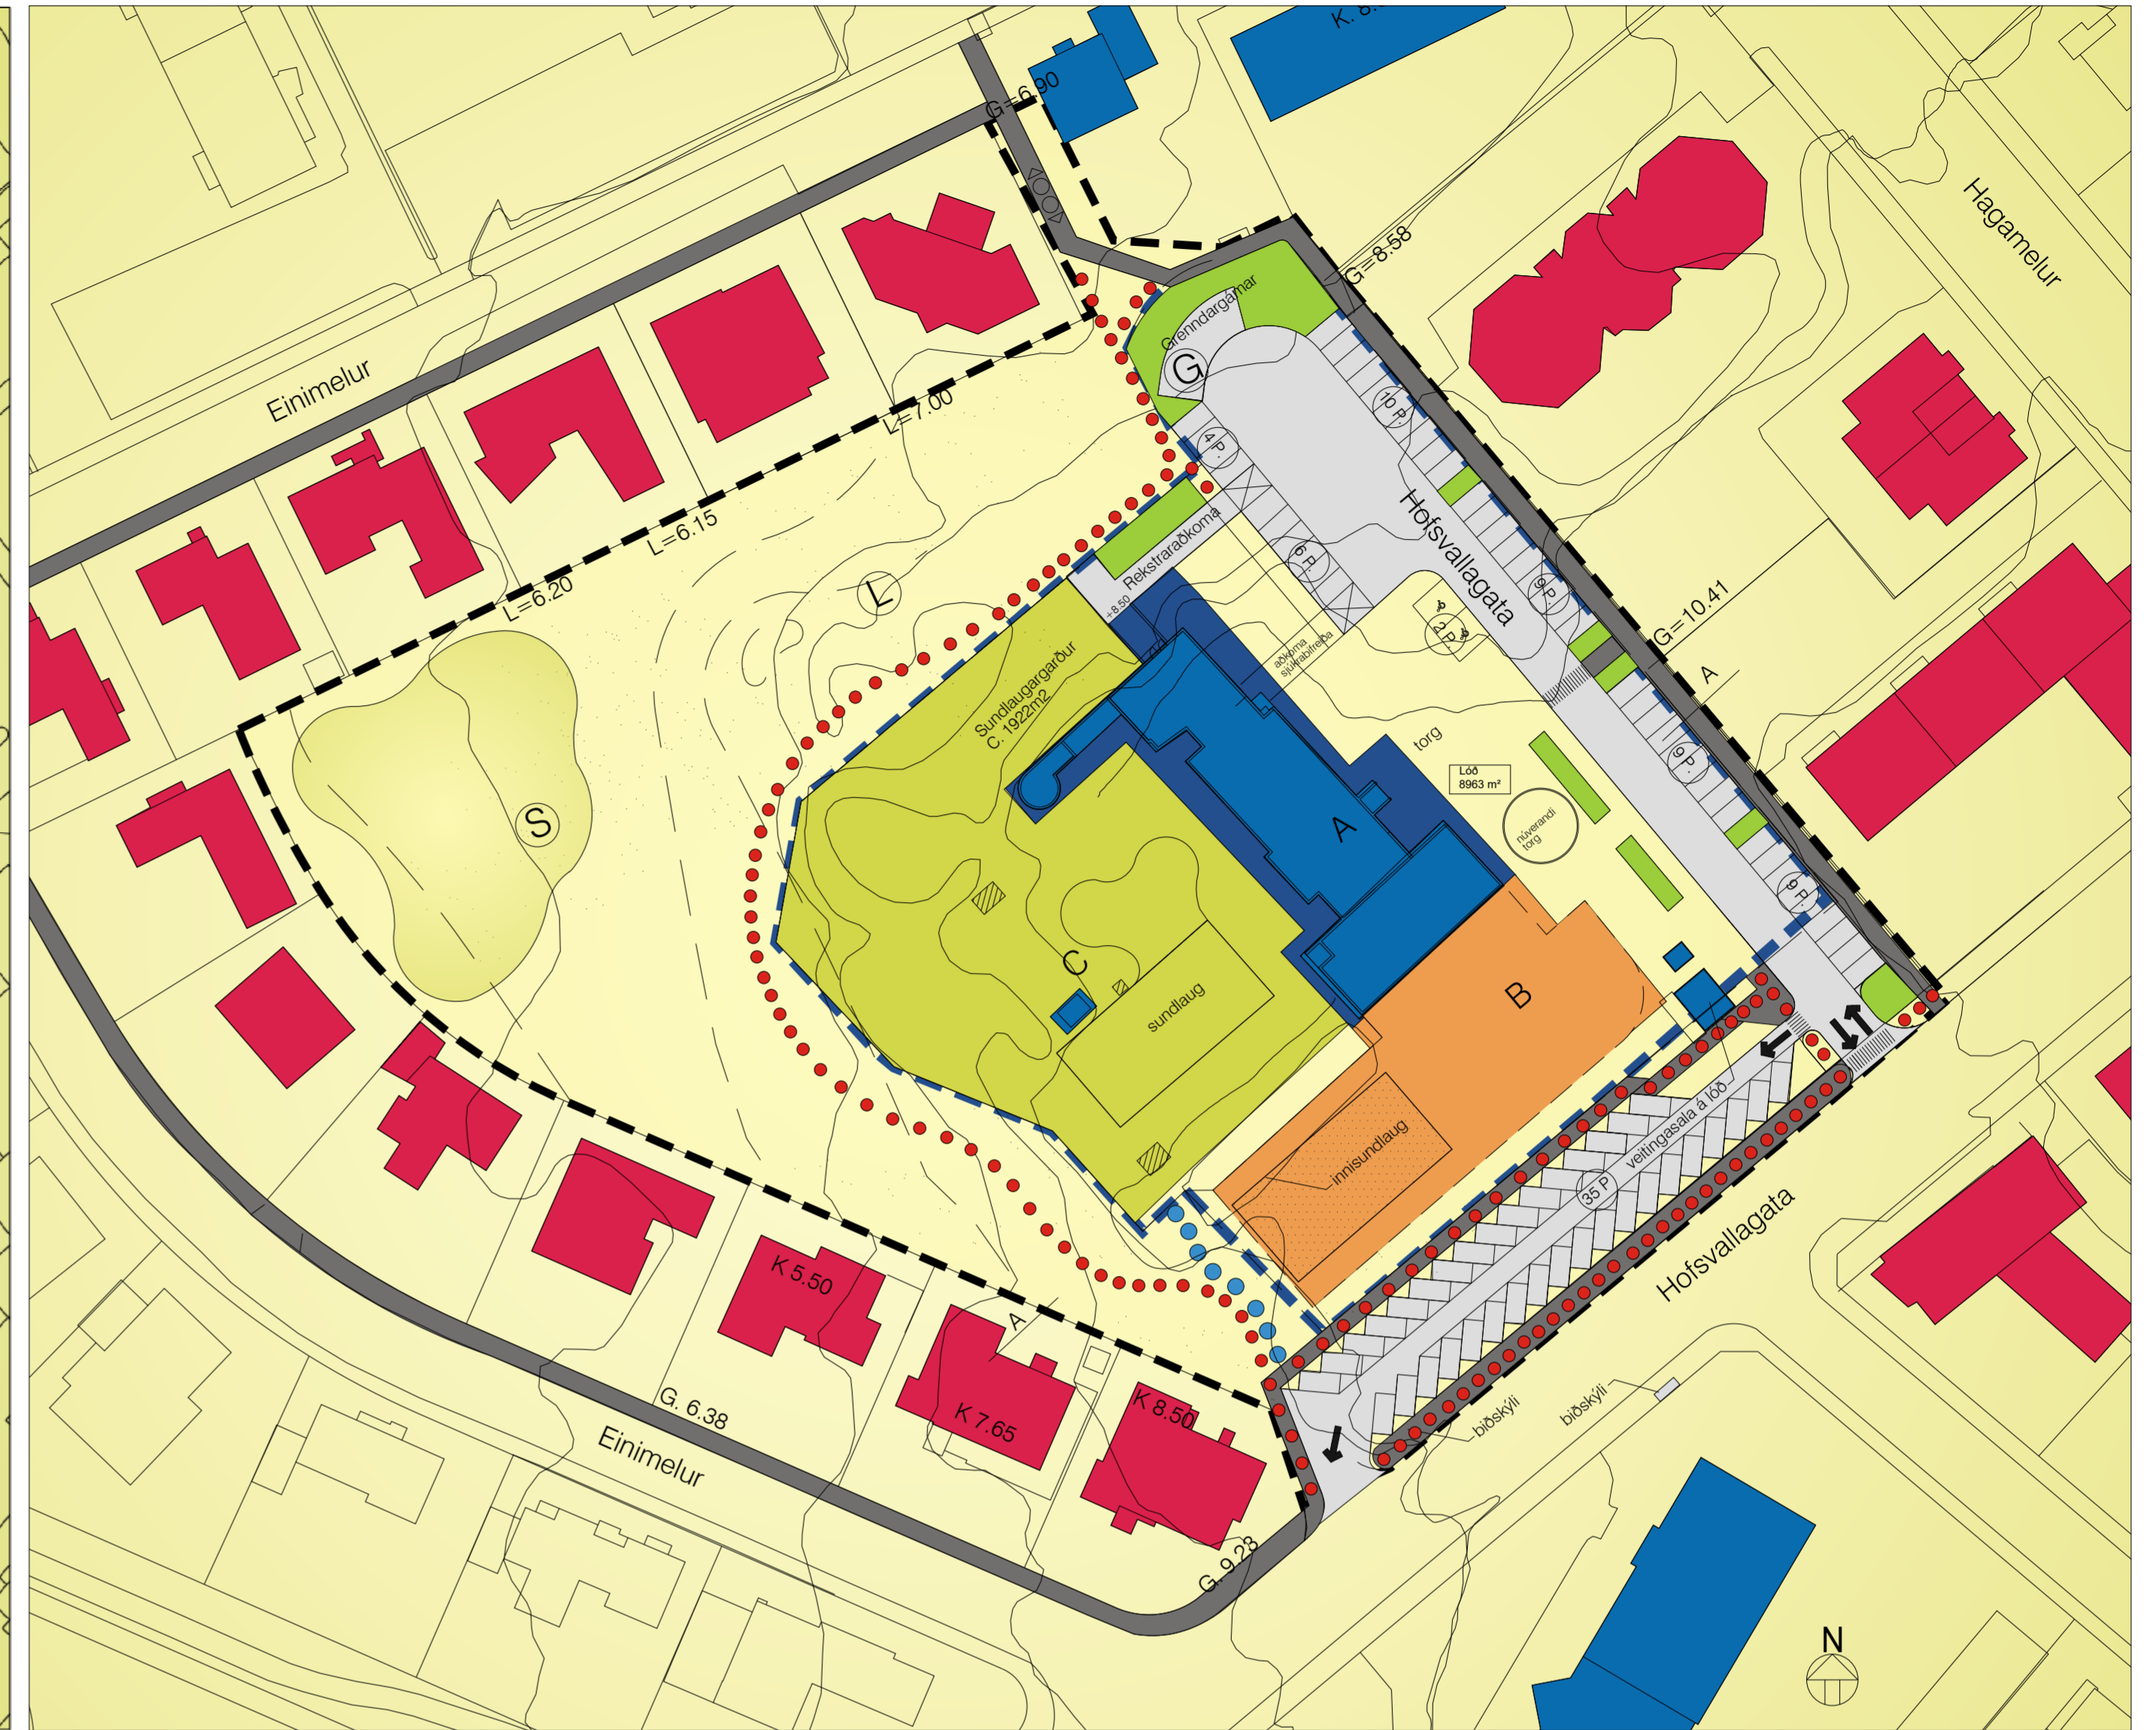 K. 8.
G=6.90
Hagamelur
G=8.58
Grenndargámar
G
Einimelur
L=7.00
10 P.
4 P.
L=6.15
Hofsvallagata
Rekstraraðkoma
6 P.
9 P.
L
L=6.20
+8.50
2 P.
G=10.41
aðkoma
sjúkrabifreiða
A
Sundlaugargarður
C. 1922m2
torg
9 P.
Lóð
8963 m²
S
A
núverandi
torg
9 P.
C
B
sundlaug
veitingasala á lóð
innisundlaug
35 P
Hofsvallagata
K 5.50
A
G. 6.38
K 7.65
K 8.50
biðskýli
biðskýli
Einimelur
G. 9.23
N